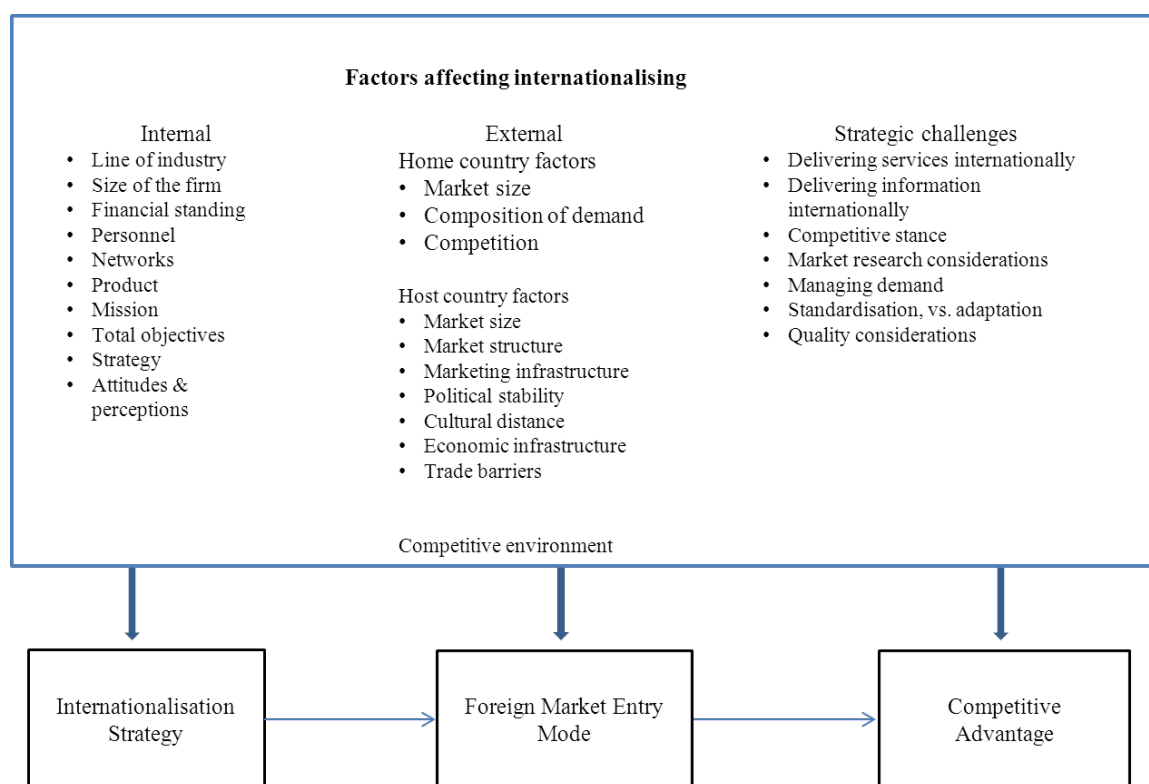 Factors affecting internationalising
Internal
• Line of industry
• Size of the firm
• Financial standing
• Personnel
• Networks
• Product
• Mission
• Total objectives
• Strategy
• Attitudes &
perceptions
External
Home country factors
• Market size
• Composition of demand
• Competition
Host country factors
• Market size
• Market structure
• Marketing infrastructure
• Political stability
• Cultural distance
• Economic infrastructure
• Trade barriers
Competitive environment
Strategic challenges
• Delivering services internationally
• Delivering information
internationally
• Competitive stance
• Market research considerations
• Managing demand
• Standardisation, vs. adaptation
• Quality considerations
Internationalisation
Strategy
Foreign Market Entry
Mode
Competitive
Advantage